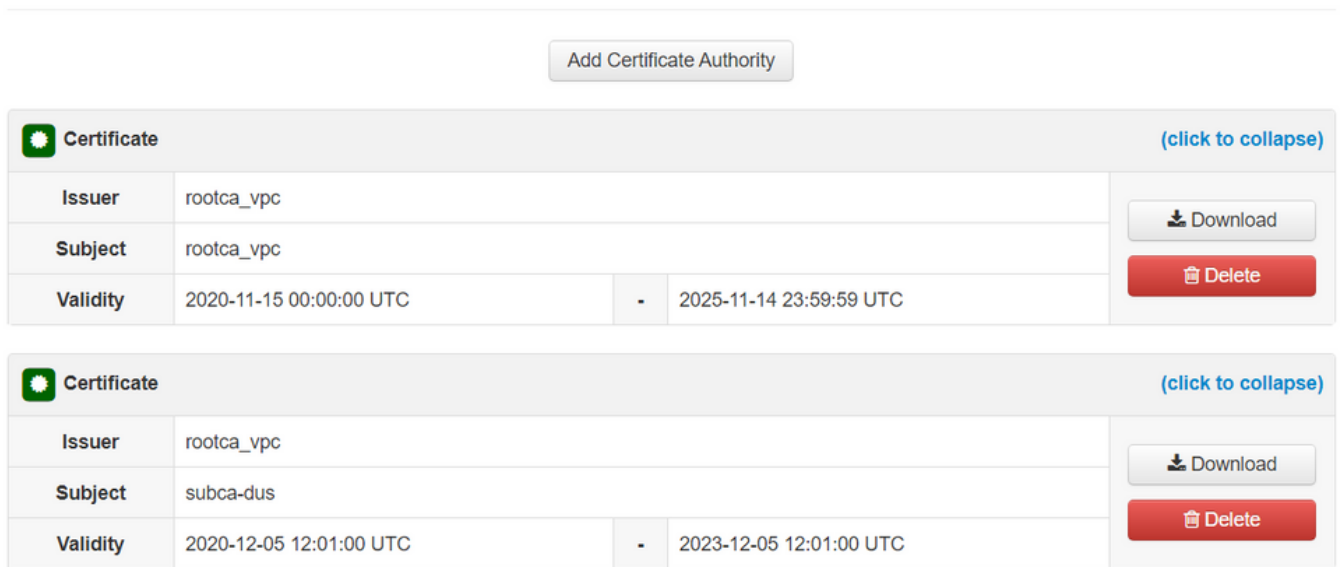 Add Certificate Authority
Certificate (click to collapse)
Issuer rootca_vpc
Download
Subject rootca_vpc
Delete
Validity 2020-11-15 00:00:00 UTC - 2025-11-14 23:59:59 UTC
Certificate (click to collapse)
Issuer rootca_vpc
Download
Subject subca-dus
Delete
Validity 2020-12-05 12:01:00 UTC - 2023-12-05 12:01:00 UTC